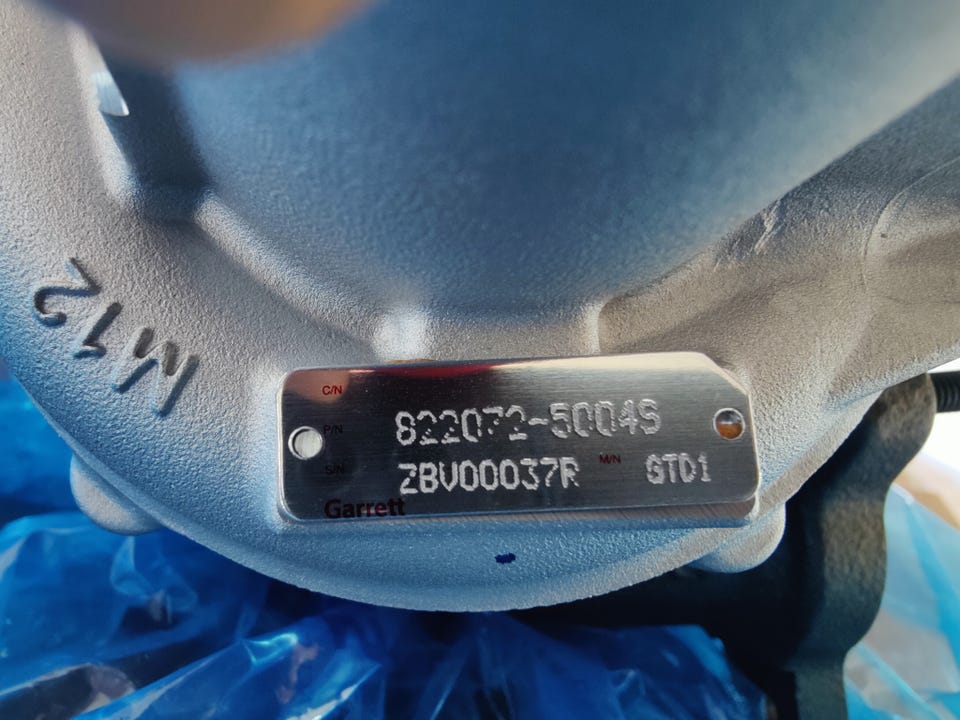 M12
C/N
P/N 822072-5004S
S/N ZBV00037R M/N GTD1
Garrett